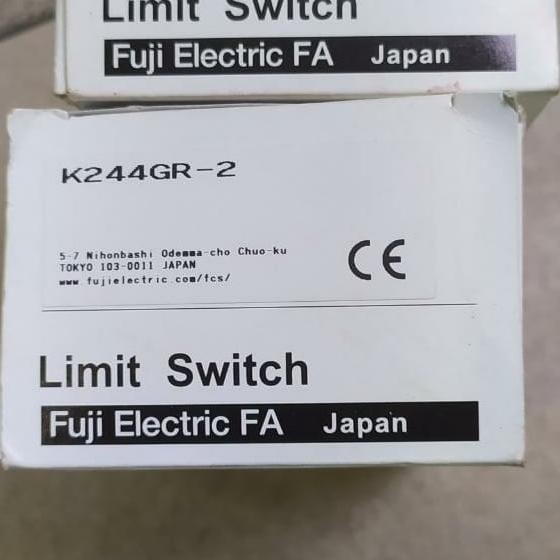 Limit Switch
Fuji Electric FA Japan
K244GR-2
5-7 Nihonbashi Odemma-cho Chuo-ku
TOKYO 103-0011 JAPAN
www.fujielectric.com/fcs/
CE
Limit Switch
Fuji Electric FA Japan